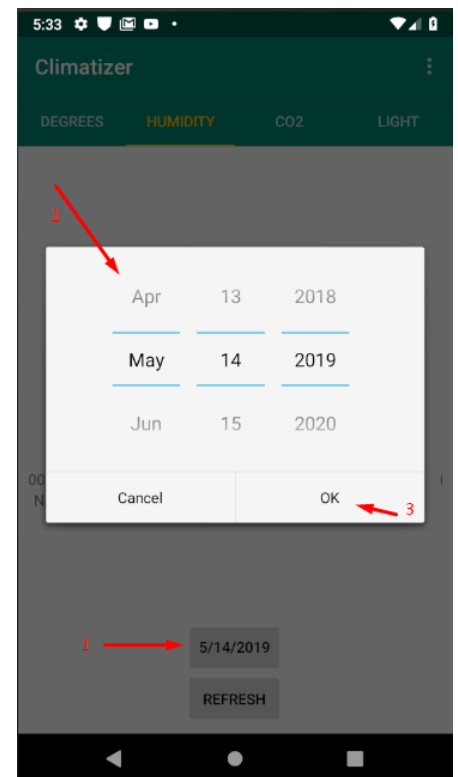 5:33
Climatizer
DEGREES HUMIDITY CO2 LIGHT
2
Apr 13 2018
May 14 2019
Jun 15 2020
00
N
Cancel OK
3
1
5/14/2019
REFRESH